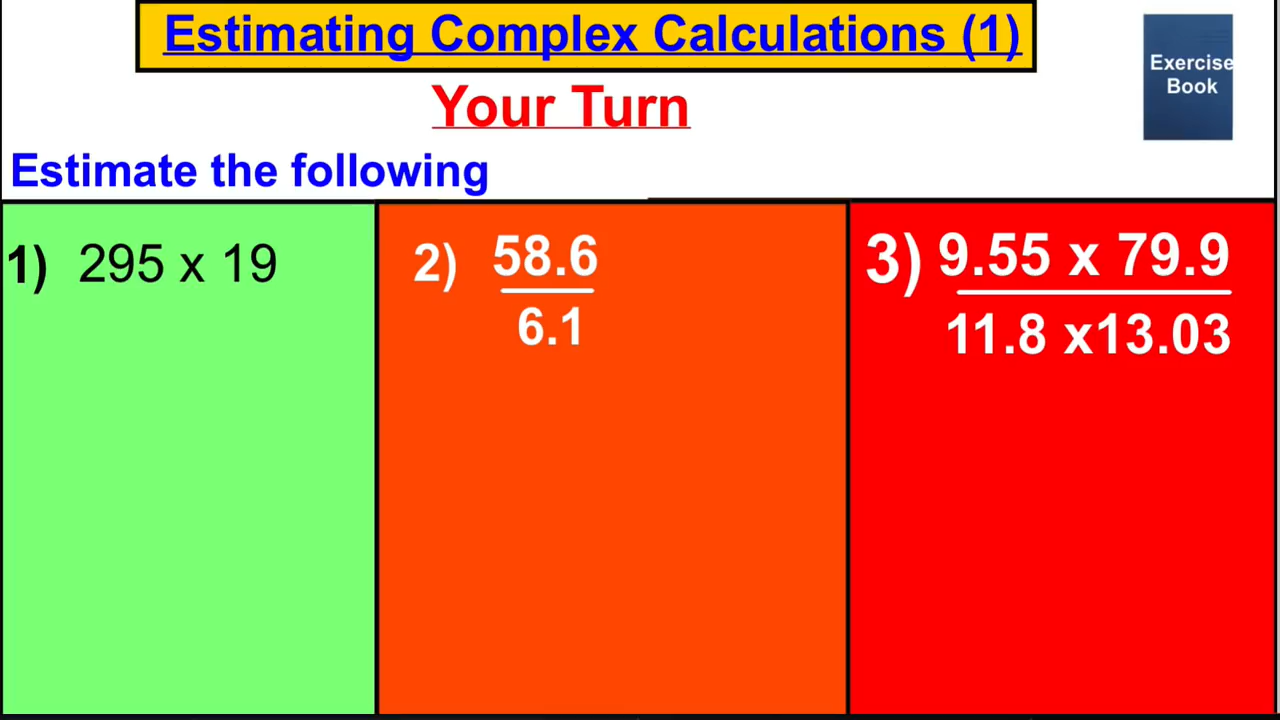 Estimating Complex Calculations (1)
Exercise
Book
Your Turn
Estimate the following
1) 295 x 19
2) 58.6
6.1
3) 9.55 x 79.9
11.8 x13.03